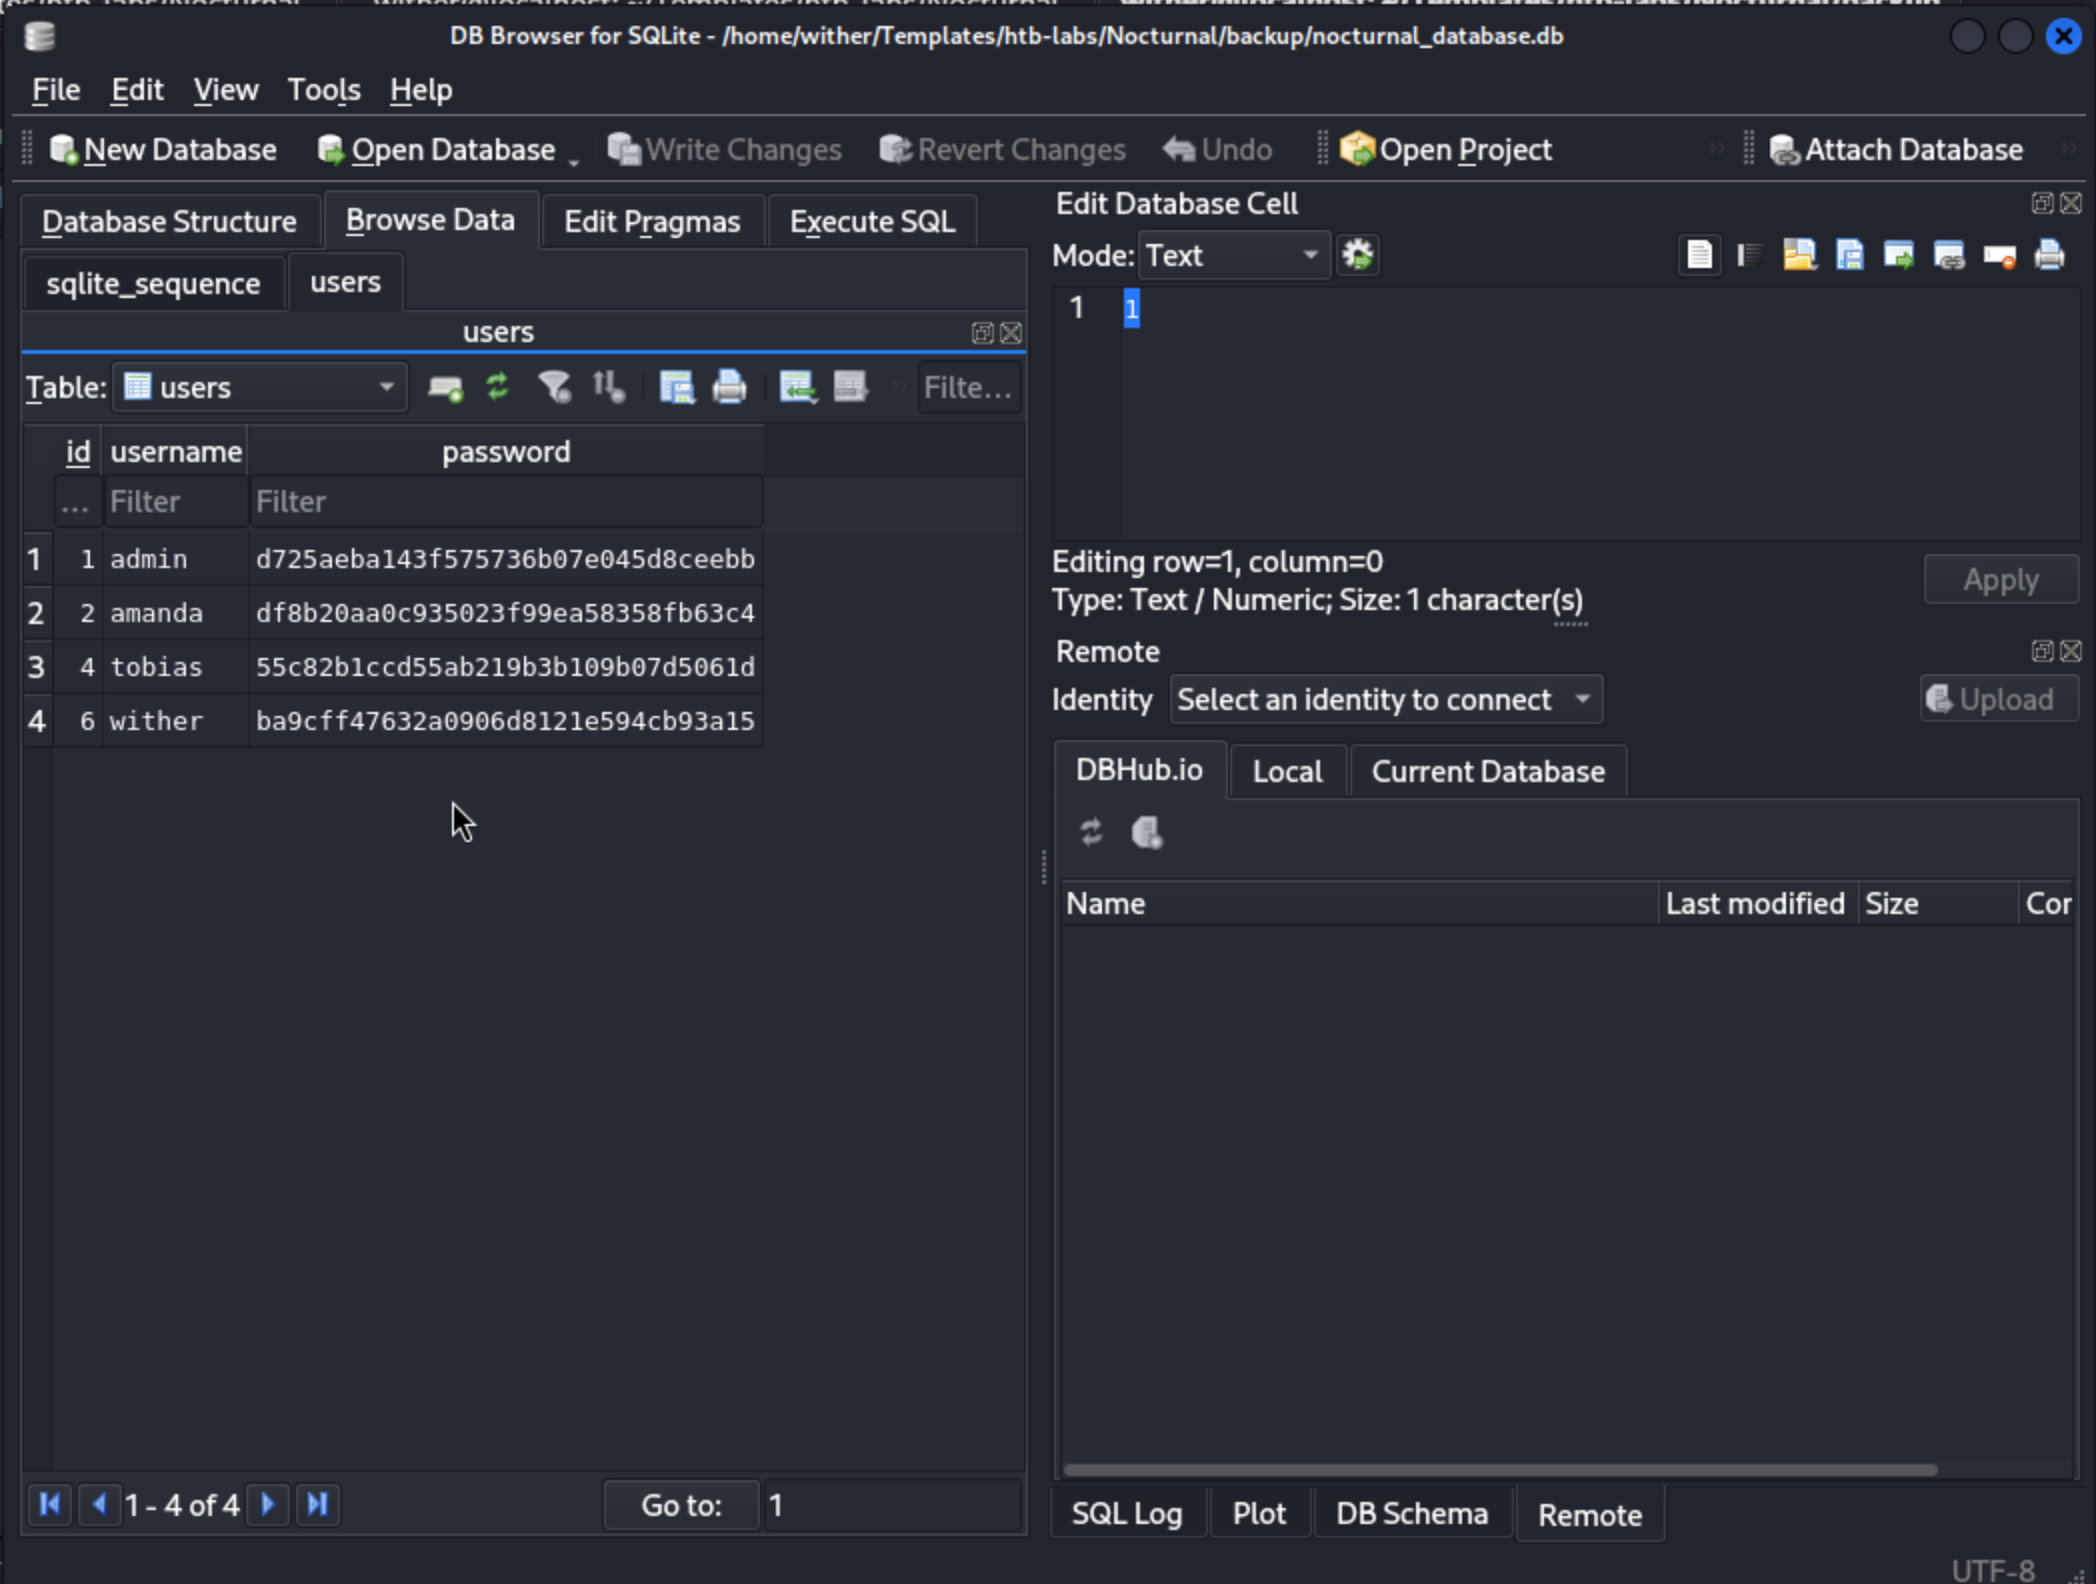 DB Browser for SQLite - /home/wither/Templates/htb-labs/Nocturnal/backup/nocturnal_database.db
File Edit View Tools Help
New Database Open Database Write Changes Revert Changes Undo Open Project Attach Database
Database Structure Browse Data Edit Pragmas Execute SQL
sqlite_sequence users
users
Table: users Filte...
id username password
... Filter Filter
1 1 admin d725aeba143f575736b07e045d8ceebb
2 2 amanda df8b20aa0c935023f99ea58358fb63c4
3 4 tobias 55c82b1ccd55ab219b3b109b07d5061d
4 6 wither ba9cff47632a0906d8121e594cb93a15
1 - 4 of 4 Go to: 1
Edit Database Cell
Mode: Text
1 1
Editing row=1, column=0
Type: Text / Numeric; Size: 1 character(s)
Apply
Remote
Identity Select an identity to connect Upload
DBHub.io Local Current Database
Name Last modified Size Cor
SQL Log Plot DB Schema Remote
UTF-8